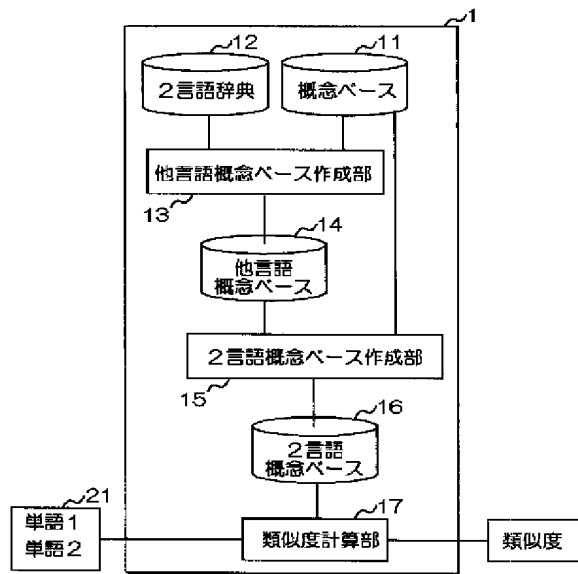 1
12
11
2言語辞典
概念ベース
他言語概念ベース作成部
13
14
他言語
概念ベース
2言語概念ベース作成部
15
16
2言語
概念ベース
21
17
単語1
単語2
類似度計算部
類似度